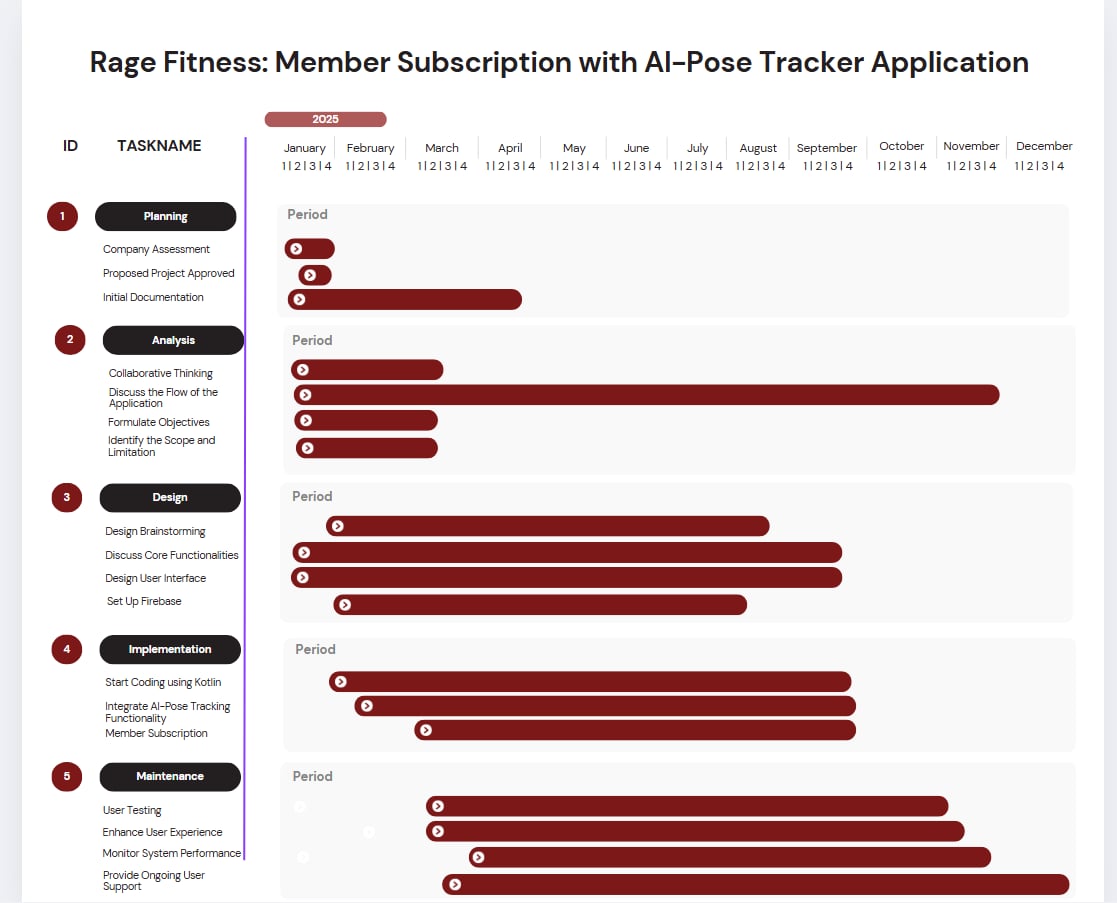 Rage Fitness: Member Subscription with AI-Pose Tracker Application
2025
ID TASKNAME
January February March April May June July August September October November December
1|2|3|4 1|2|3|4 1|2|3|4 1|2|3|4 1|2|3|4 1|2|3|4 1|2|3|4 1|2|3|4 1|2|3|4 1|2|3|4 1|2|3|4 1|2|3|4
1 Planning Period
Company Assessment
Proposed Project Approved
Initial Documentation
2 Analysis Period
Collaborative Thinking
Discuss the Flow of the
Application
Formulate Objectives
Identify the Scope and
Limitation
3 Design Period
Design Brainstorming
Discuss Core Functionalities
Design User Interface
Set Up Firebase
4 Implementation Period
Start Coding using Kotlin
Integrate AI-Pose Tracking
Functionality
Member Subscription
5 Maintenance Period
User Testing
Enhance User Experience
Monitor System Performance
Provide Ongoing User
Support